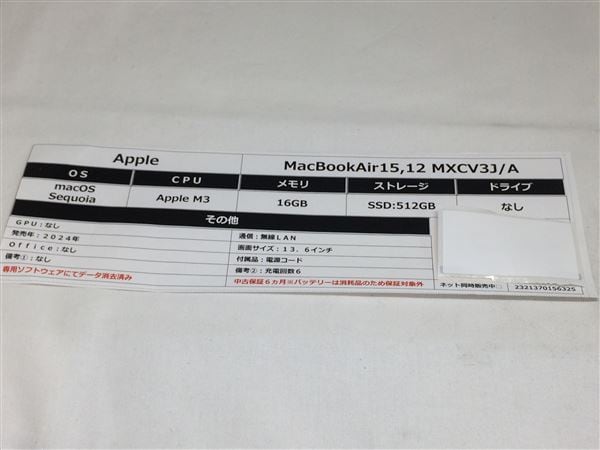 Apple MacBookAir15,12 MXCV3J/A
OS CPU メモリ ストレージ ドライブ
macOS Sequoia Apple M3 16GB SSD:512GB なし
その他
GPU:なし 通信:無線LAN
発売年:2024年 画面サイズ:13.6インチ
Office:なし 付属品:電源コード
備考①:なし 備考②:充電回数6
専用ソフトウェアにてデータ消去済み 中古保証6ヵ月※バッテリーは消耗品のため保証対象外 ネット同時販売中□ 2321370156325